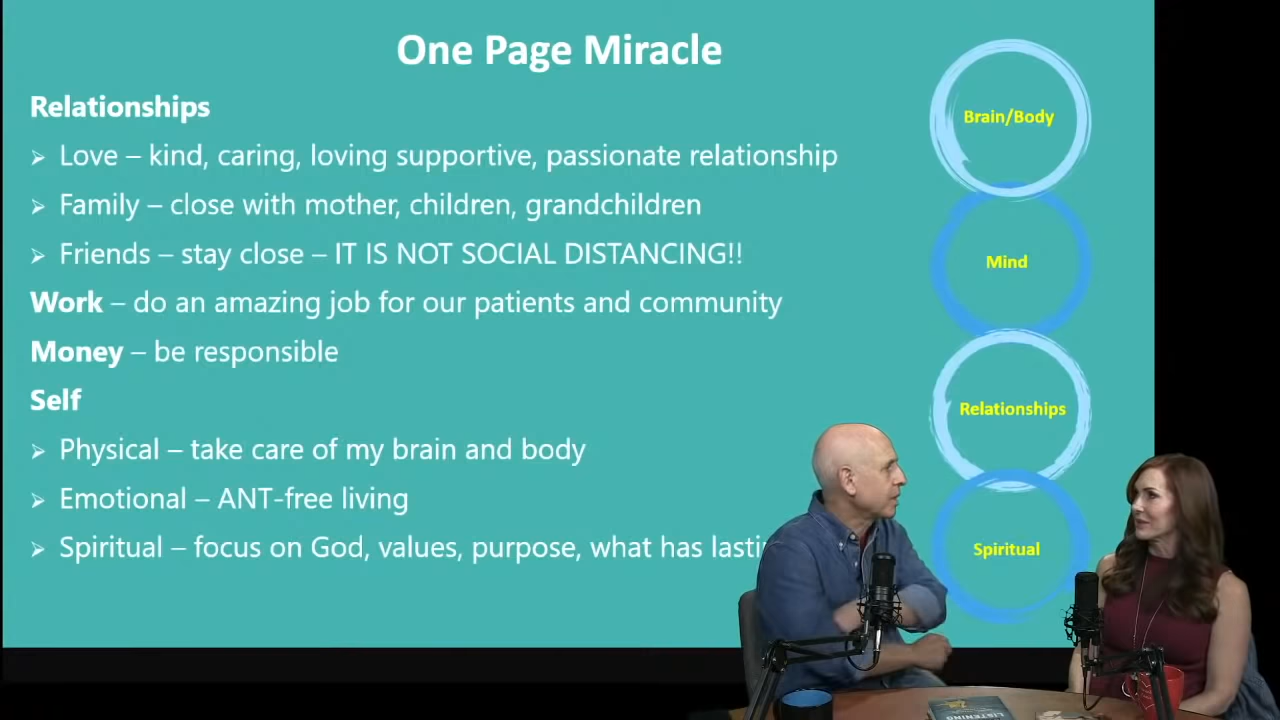 One Page Miracle
Relationships
➢ Love – kind, caring, loving supportive, passionate relationship
➢ Family – close with mother, children, grandchildren
➢ Friends – stay close – IT IS NOT SOCIAL DISTANCING!!
Work – do an amazing job for our patients and community
Money – be responsible
Self
➢ Physical – take care of my brain and body
➢ Emotional – ANT-free living
➢ Spiritual – focus on God, values, purpose, what has
Brain/Body
Mind
Relationships
Spiritual
LISTENING